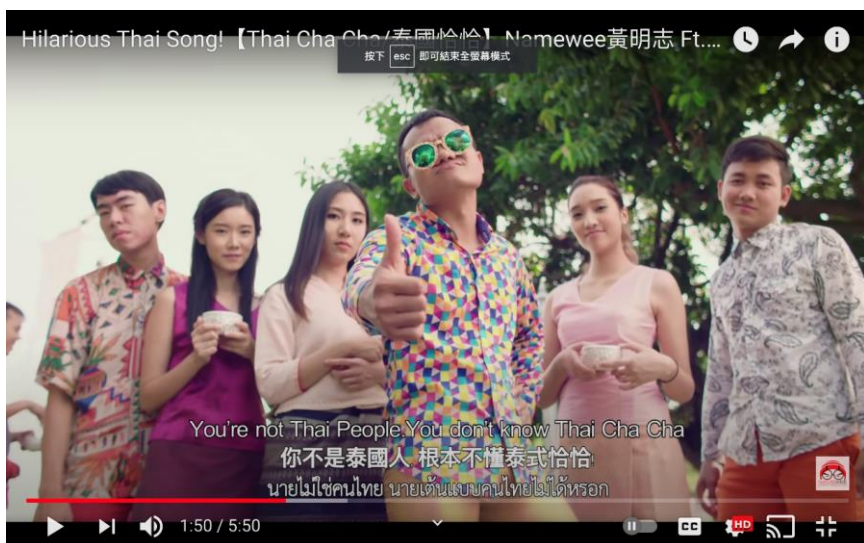 Hilarious Thai Song!【Thai Cha Cha/泰國恰恰】Namewee黃明志 Ft....
按下 esc 即可結束全螢幕模式
You're not Thai People.You don't know Thai Cha Cha
你不是泰國人 根本不懂泰式恰恰
นายไม่ใช่คนไทย นายเต้นแบบคนไทยไม่ได้หรอก
1:50 / 5:50
CC
HD